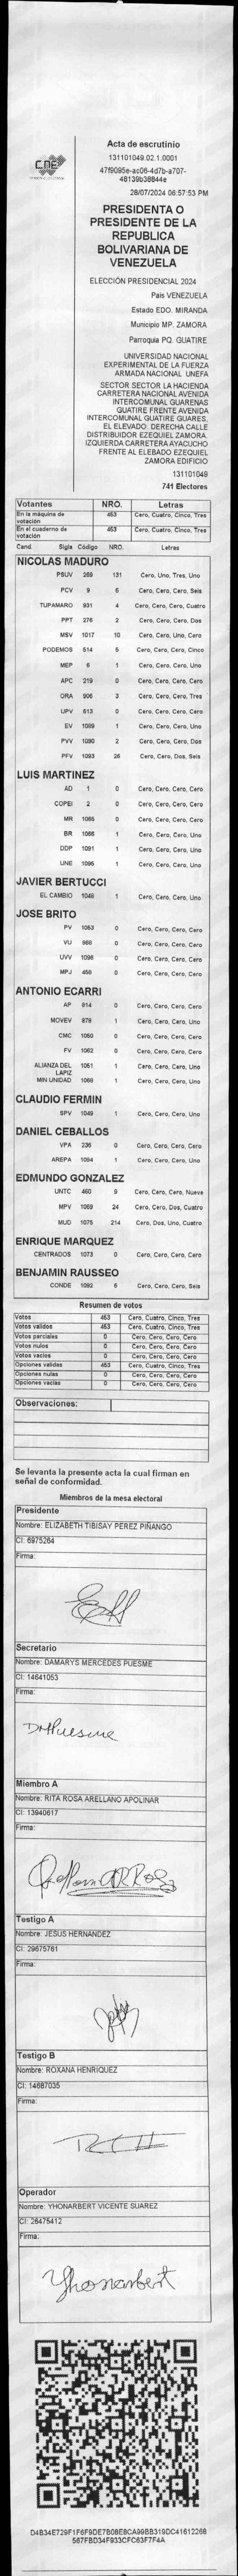 CNE
Acta de escrutinio
131101049.02.1.0001
47f9095e-ac06-4d7b-a707-
48139b38844e
28/07/2024 06:57:53 PM
PRESIDENTA O
PRESIDENTE DE LA
REPUBLICA
BOLIVARIANA DE
VENEZUELA
ELECCIÓN PRESIDENCIAL 2024
Pais VENEZUELA
Estado EDO. MIRANDA
Municipio MP. ZAMORA
Parroquia PQ. GUATIRE
UNIVERSIDAD NACIONAL
EXPERIMENTAL DE LA FUERZA
ARMADA NACIONAL UNEFA
SECTOR SECTOR LA HACIENDA
CARRETERA NACIONAL AVENIDA
INTERCOMUNAL GUARENAS
GUATIRE FRENTE AVENIDA
INTERCOMUNAL GUATIRE GUARES,
EL ELEVADO. DERECHA CALLE
DISTRIBUIDOR EZEQUIEL ZAMORA.
IZQUIERDA CARRETERA AYACUCHO
FRENTE AL ELEBADO EZEQUIEL
ZAMORA EDIFICIO
131101049
741 Electores
Votantes NRO. Letras
En la máquina de votación 453 Cero, Cuatro, Cinco, Tres
En el cuaderno de votación 453 Cero, Cuatro, Cinco, Tres
Cand. Sigla Código NRO. Letras
NICOLAS MADURO
PSUV 269 131 Cero, Uno, Tres, Uno
PCV 9 6 Cero, Cero, Cero, Seis
TUPAMARO 931 4 Cero, Cero, Cero, Cuatro
PPT 276 2 Cero, Cero, Cero, Dos
MSV 1017 10 Cero, Cero, Uno, Cero
PODEMOS 514 5 Cero, Cero, Cero, Cinco
MEP 6 1 Cero, Cero, Cero, Uno
APC 219 0 Cero, Cero, Cero, Cero
ORA 906 3 Cero, Cero, Cero, Tres
UPV 613 0 Cero, Cero, Cero, Cero
EV 1089 1 Cero, Cero, Cero, Uno
PVV 1090 2 Cero, Cero, Cero, Dos
PFV 1093 26 Cero, Cero, Dos, Seis
LUIS MARTINEZ
AD 1 0 Cero, Cero, Cero, Cero
COPEI 2 0 Cero, Cero, Cero, Cero
MR 1065 0 Cero, Cero, Cero, Cero
BR 1066 1 Cero, Cero, Cero, Uno
DDP 1091 1 Cero, Cero, Cero, Uno
UNE 1095 1 Cero, Cero, Cero, Uno
JAVIER BERTUCCI
EL CAMBIO 1048 1 Cero, Cero, Cero, Uno
JOSE BRITO
PV 1053 0 Cero, Cero, Cero, Cero
VU 0 Cero, Cero, Cero, Cero
UVV 1096 0 Cero, Cero, Cero, Cero
MPJ 0 Cero, Cero, Cero, Cero
ANTONIO ECARRI
AP 814 0 Cero, Cero, Cero, Cero
MOVEV 878 1 Cero, Cero, Cero, Uno
CMC 1050 0 Cero, Cero, Cero, Cero
FV 1062 0 Cero, Cero, Cero, Cero
ALIANZA DEL LAPIZ 1051 1 Cero, Cero, Cero, Uno
MIN UNIDAD 1068 1 Cero, Cero, Cero, Uno
CLAUDIO FERMIN
SPV 1049 1 Cero, Cero, Cero, Uno
DANIEL CEBALLOS
VPA 236 0 Cero, Cero, Cero, Cero
AREPA 1094 1 Cero, Cero, Cero, Uno
EDMUNDO GONZALEZ
UNTC 460 9 Cero, Cero, Cero, Nueve
MPV 1069 24 Cero, Cero, Dos, Cuatro
MUD 1075 214 Cero, Dos, Uno, Cuatro
ENRIQUE MARQUEZ
CENTRADOS 1073 0 Cero, Cero, Cero, Cero
BENJAMIN RAUSSEO
CONDE 1092 6 Cero, Cero, Cero, Seis
Resumen de votos
Votos 453 Cero, Cuatro, Cinco, Tres
Votos validos 453 Cero, Cuatro, Cinco, Tres
Votos parciales 0 Cero, Cero, Cero, Cero
Votos nulos 0 Cero, Cero, Cero, Cero
Votos vacios 0 Cero, Cero, Cero, Cero
Opciones validas 453 Cero, Cuatro, Cinco, Tres
Opciones nulas 0 Cero, Cero, Cero, Cero
Opciones vacias 0 Cero, Cero, Cero, Cero
Observaciones:
Se levanta la presente acta la cual firman en
señal de conformidad.
Miembros de la mesa electoral
Presidente
Nombre: ELIZABETH TIBISAY PEREZ PIÑANGO
CI: 6975264
Firma:
Secretario
Nombre: DAMARYS MERCEDES PUESME
CI: 14641053
Firma:
DMPuesme
Miembro A
Nombre: RITA ROSA ARELLANO APOLINAR
CI: 13940617
Firma:
Testigo A
Nombre: JESUS HERNANDEZ
CI: 29675761
Firma:
Testigo B
Nombre: ROXANA HENRIQUEZ
CI: 14687035
Firma:
Operador
Nombre: YHONARBERT VICENTE SUAREZ
CI: 26475412
Firma:
Yhonarbert
D4B34E729F1F6F9DE7B08E8CA99BB319DC41612268
567FBD34F933CFC63F7F4A